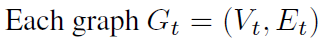 Each graph $G_t = (V_t, E_t)$